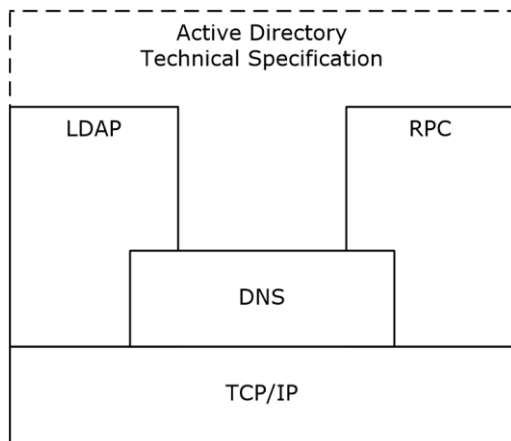 Active Directory
Technical Specification
LDAP
RPC
DNS
TCP/IP